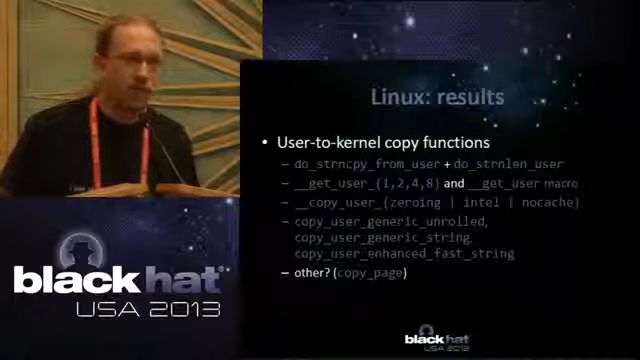 Linux: results
• User-to-kernel copy functions
– do_strncpy_from_user + do_strnlen_user
– __get_user_(1,2,4,8) and __get_user macro
– __copy_user_(zeroing | intel | nocache)
– copy_user_generic_unrolled,
copy_user_generic_string,
copy_user_enhanced_fast_string
– other? (copy_page)
black hat®
USA 2013
black hat
USA 2013